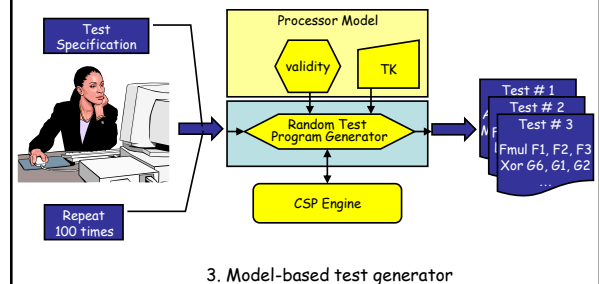 Test
Specification
Processor Model
validity
TK
Random Test
Program Generator
CSP Engine
Repeat
100 times
Test # 1
Test # 2
Test # 3
Fmul F1, F2, F3
Xor G6, G1, G2
...
3. Model-based test generator